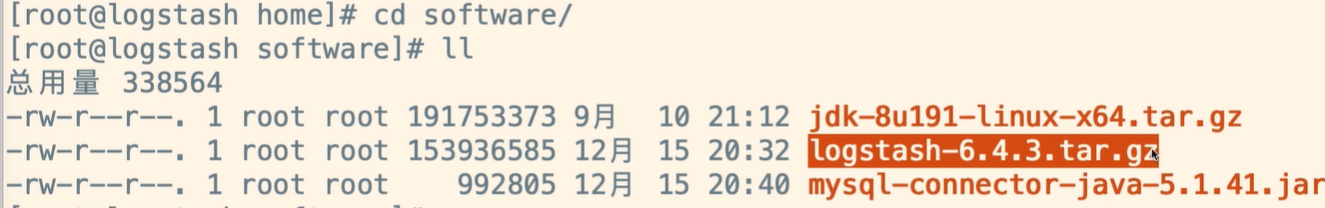 [root@logstash home]# cd software/
[root@logstash software]# ll
总用量 338564
-rw-r--r--. 1 root root 191753373 9月  10 21:12 jdk-8u191-linux-x64.tar.gz
-rw-r--r--. 1 root root 153936585 12月 15 20:32 logstash-6.4.3.tar.gz
-rw-r--r--. 1 root root    992805 12月 15 20:40 mysql-connector-java-5.1.41.jar